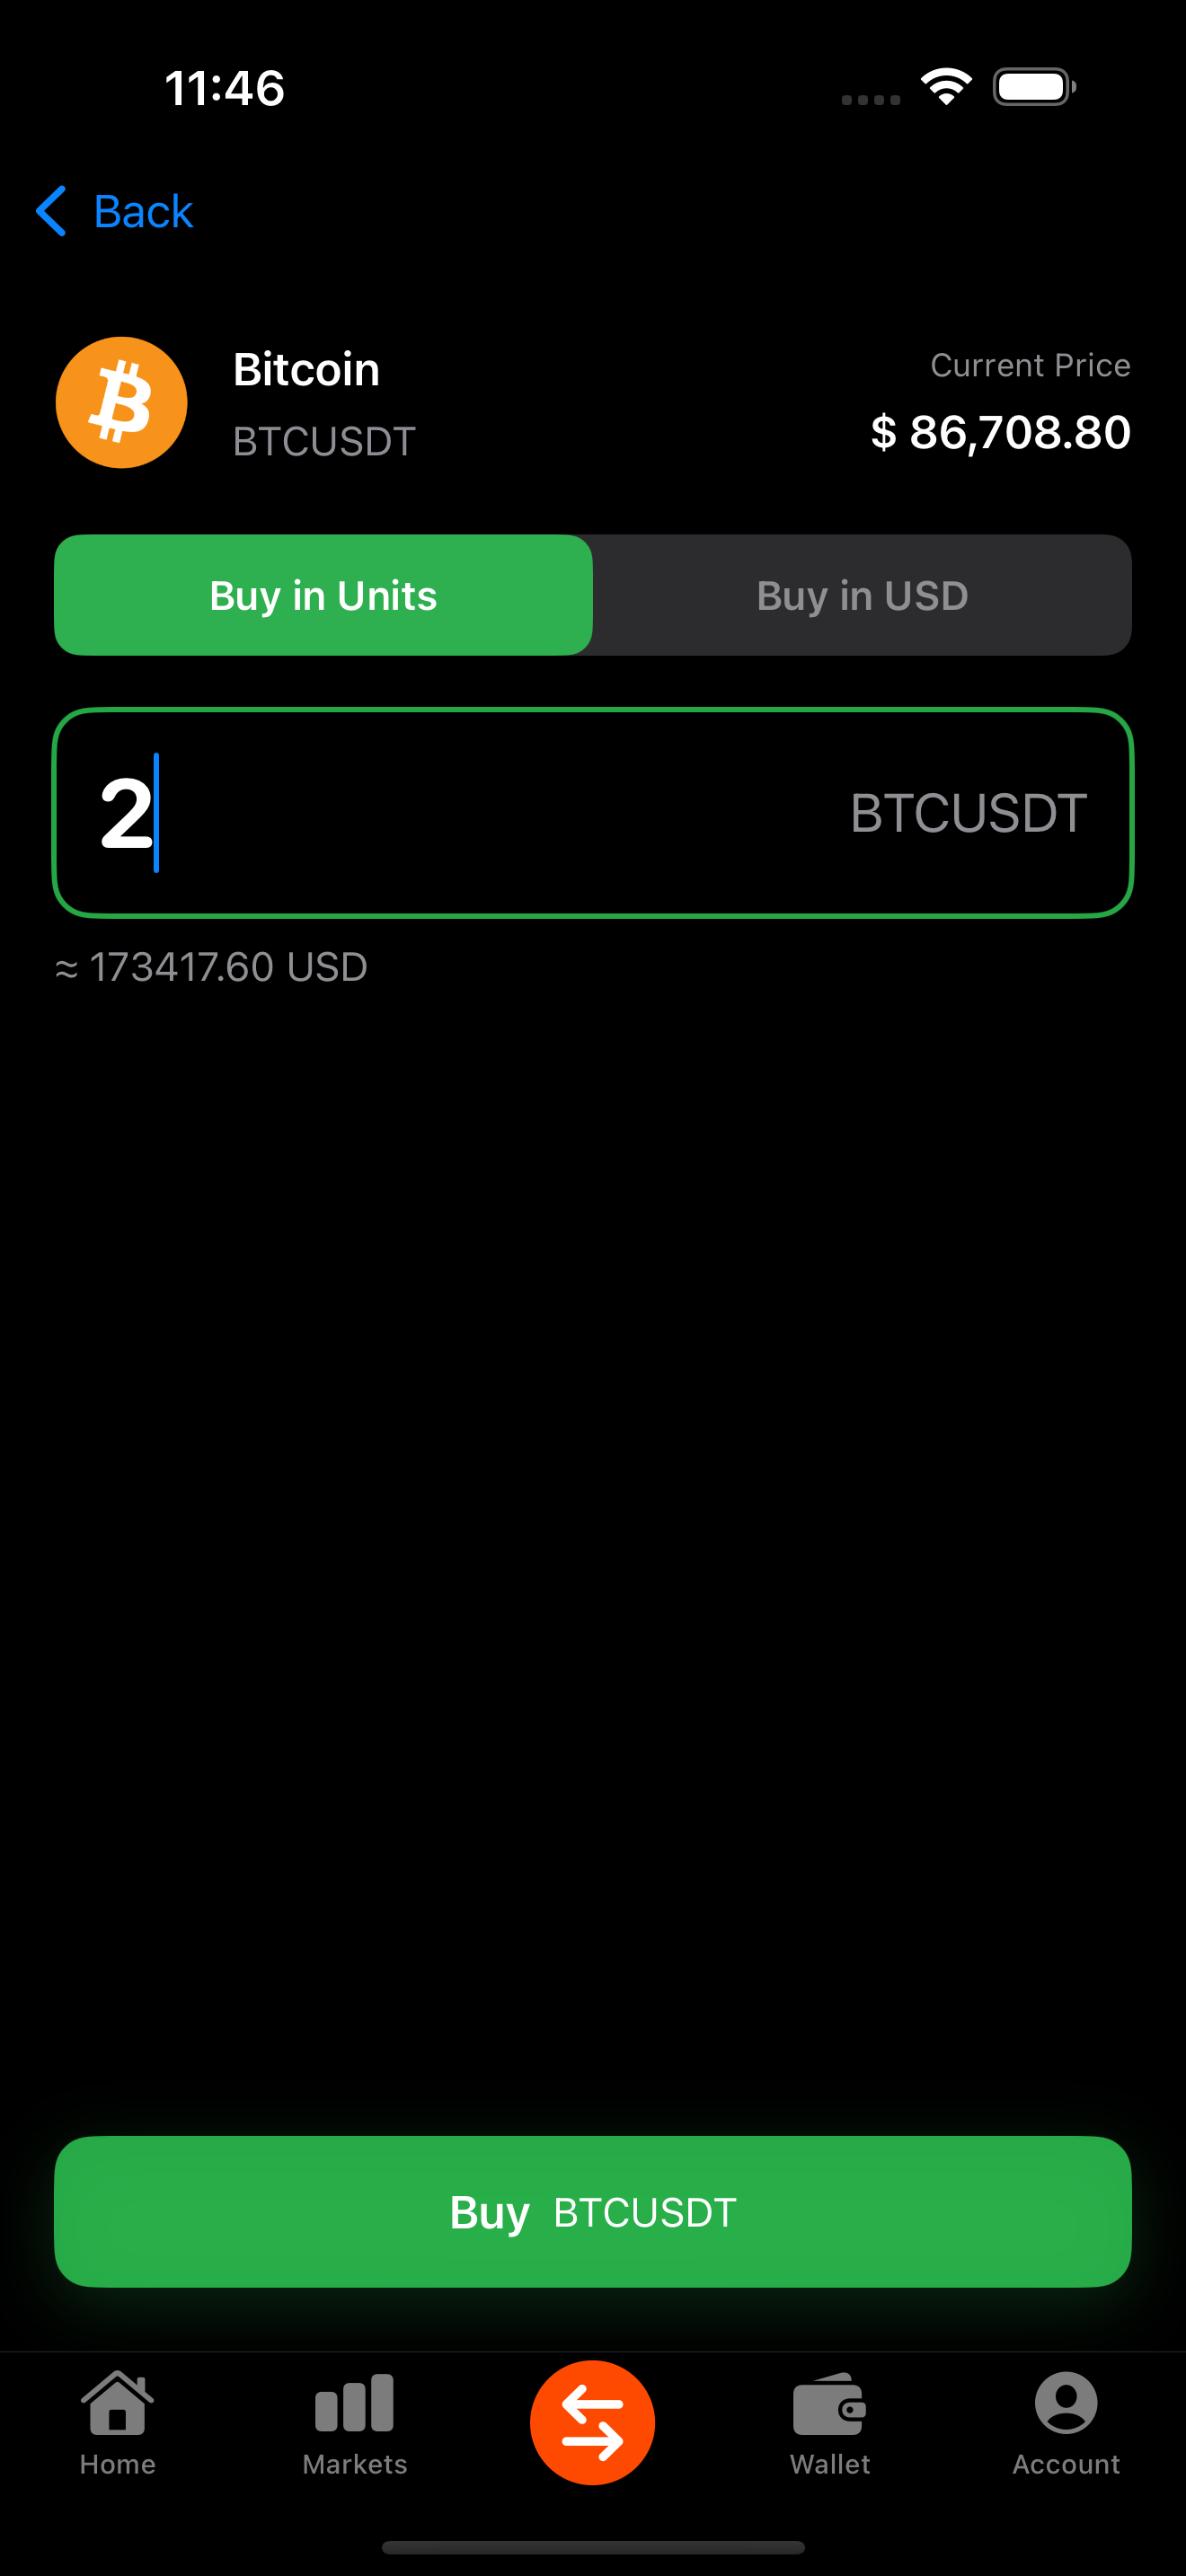 11:46
Back
Bitcoin
BTCUSDT
Current Price
$ 86,708.80
Buy in Units
Buy in USD
2
BTCUSDT
≈ 173417.60 USD
Buy BTCUSDT
Home
Markets
Wallet
Account